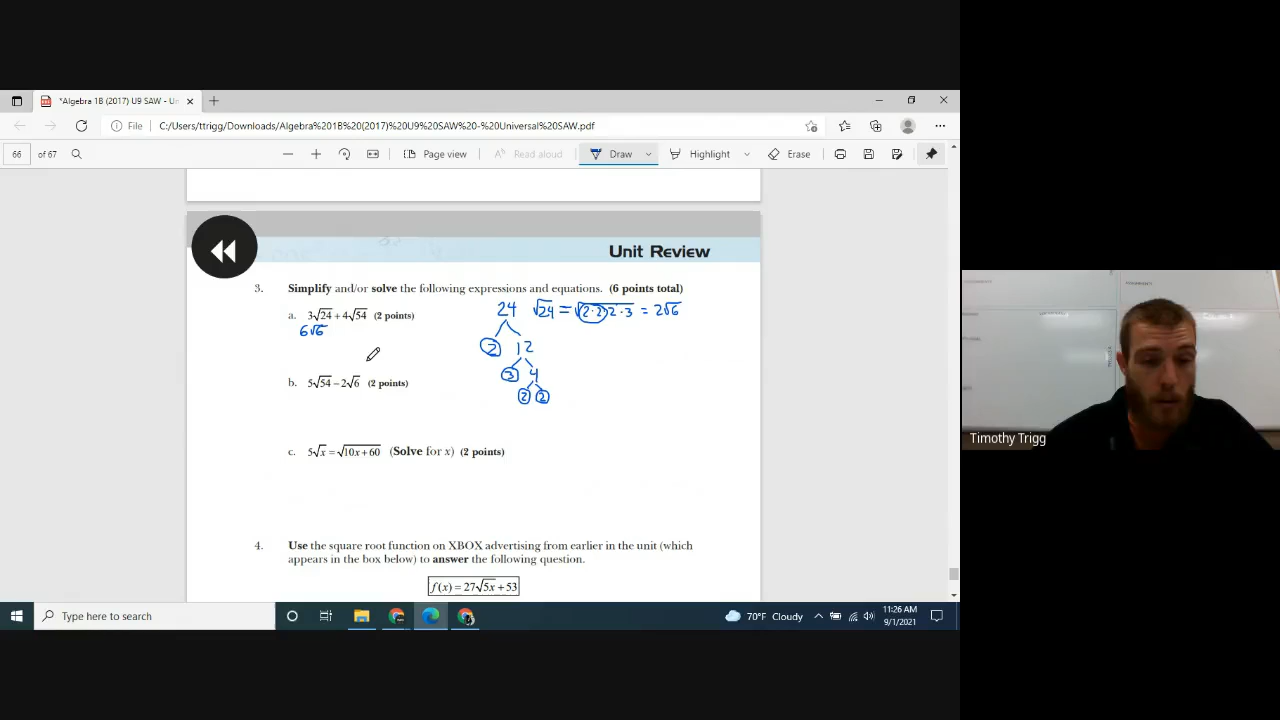 *Algebra 1B (2017) U9 SAW - Un
File C:/Users/ttrigg/Downloads/Algebra%201B%20(2017)%20U9%20SAW%20-%20Universal%20SAW.pdf
66 of 67 Page view Read aloud Draw Highlight Erase
UNIT REVIEW
3. Simplify and/or solve the following expressions and equations. (6 points total)
a. 3√24 + 4√54 (2 points)
6√6
24 √24 = √(2·2)2·3 = 2√6
2 12
3 4
2 2
b. 5√54 − 2√6 (2 points)
c. 5√x = √10x+60 (Solve for x) (2 points)
4. Use the square root function on XBOX advertising from earlier in the unit (which
appears in the box below) to answer the following question.
f(x) = 27√5x + 53
Timothy Trigg
Type here to search
70°F Cloudy
11:26 AM
9/1/2021